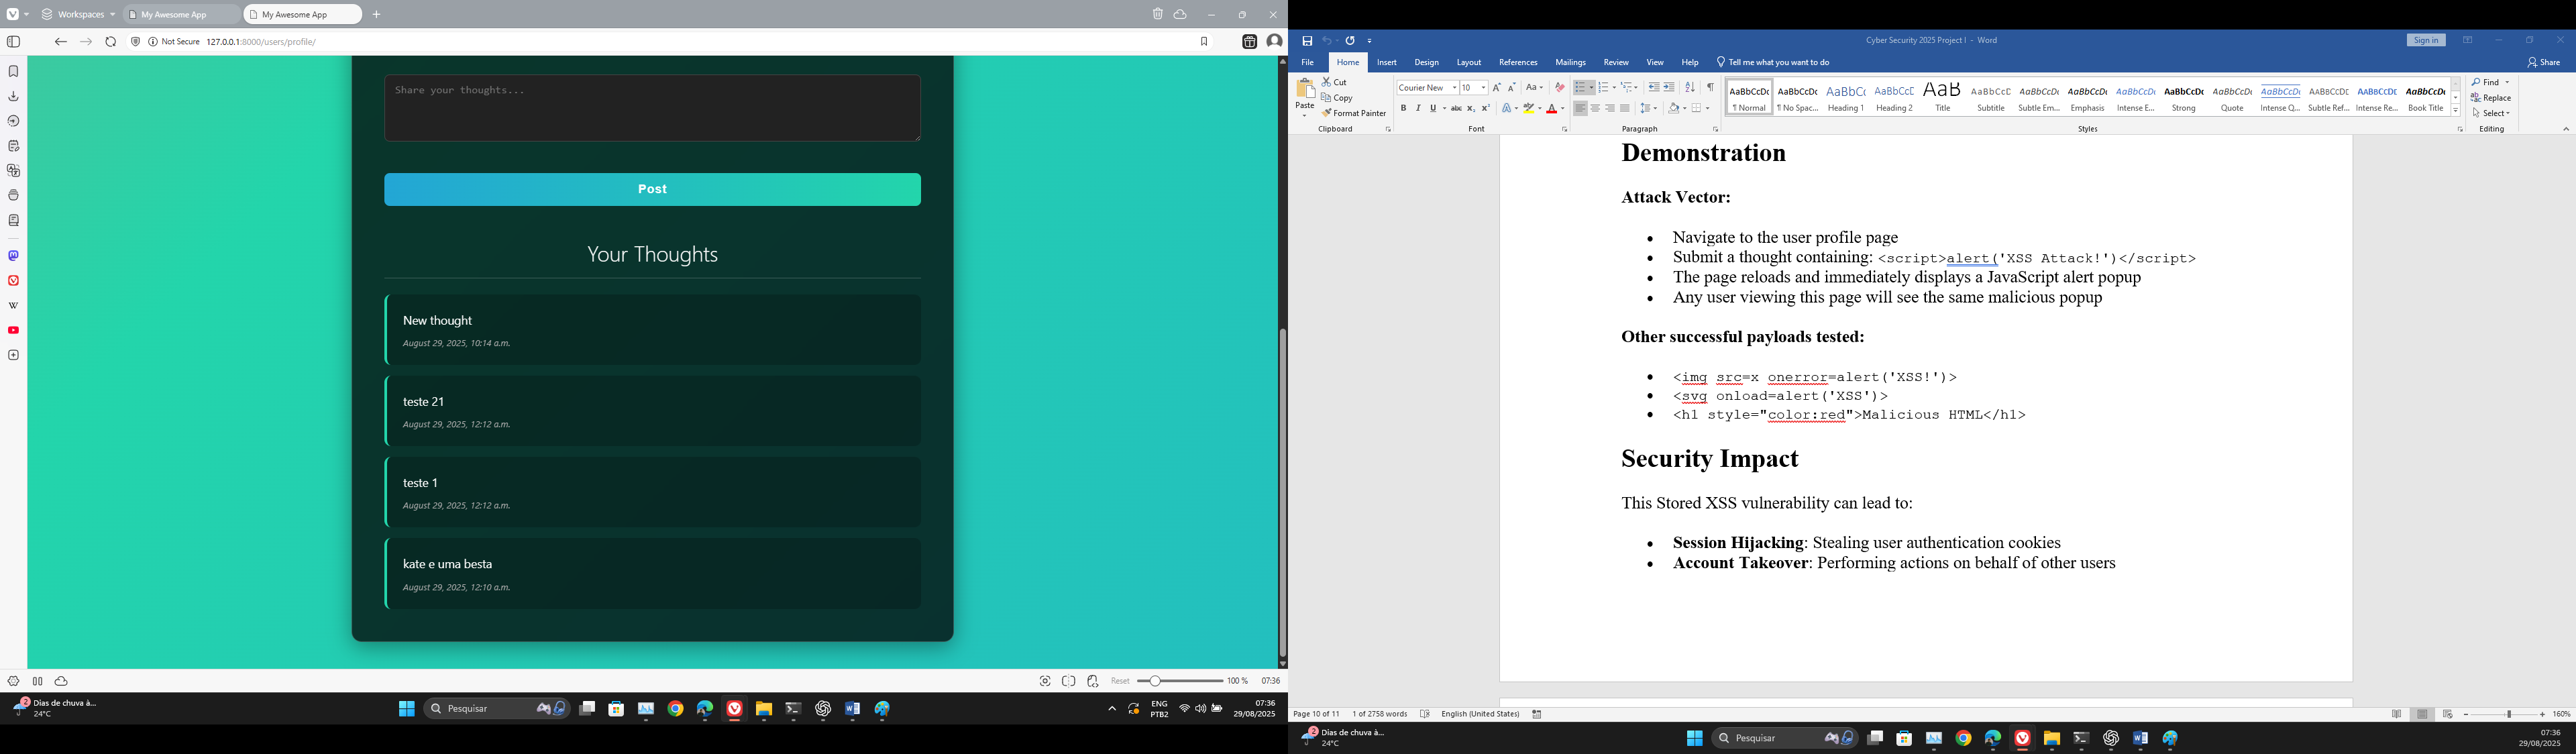 Workspaces
My Awesome App
My Awesome App
Not Secure 127.0.0.1:8000/users/profile/
Share your thoughts...
Post
Your Thoughts
New thought
August 29, 2025, 10:14 a.m.
teste 21
August 29, 2025, 12:12 a.m.
teste 1
August 29, 2025, 12:12 a.m.
kate e uma besta
August 29, 2025, 12:10 a.m.
Reset 100 % 07:36
2 Dias de chuva à...
24°C
Pesquisar
ENG
PTB2
07:36
29/08/2025
Cyber Security 2025 Project I - Word
Sign in
File Home Insert Design Layout References Mailings Review View Help Tell me what you want to do Share
Paste
Cut
Copy
Format Painter
Clipboard
Courier New 10
Font
Paragraph
AaBbCcDc ¶ Normal
AaBbCcDc ¶ No Spac...
AaBbCc Heading 1
AaBbCcE Heading 2
AaB Title
AaBbCcD Subtitle
AaBbCcDc Subtle Em...
AaBbCcDc Emphasis
AaBbCcDc Intense E...
AaBbCcDc Strong
AaBbCcDc Quote
AaBbCcDc Intense Q...
AaBbCcDc Subtle Ref...
AaBbCcDc Intense Re...
AaBbCcDc Book Title
Styles
Find
Replace
Select
Editing
Demonstration
Attack Vector:
• Navigate to the user profile page
• Submit a thought containing: <script>alert('XSS Attack!')</script>
• The page reloads and immediately displays a JavaScript alert popup
• Any user viewing this page will see the same malicious popup
Other successful payloads tested:
• <img src=x onerror=alert('XSS!')>
• <svg onload=alert('XSS')>
• <h1 style="color:red">Malicious HTML</h1>
Security Impact
This Stored XSS vulnerability can lead to:
• Session Hijacking: Stealing user authentication cookies
• Account Takeover: Performing actions on behalf of other users
Page 10 of 11 1 of 2758 words English (United States) 160%
2 Dias de chuva à...
24°C
Pesquisar
07:36
29/08/2025